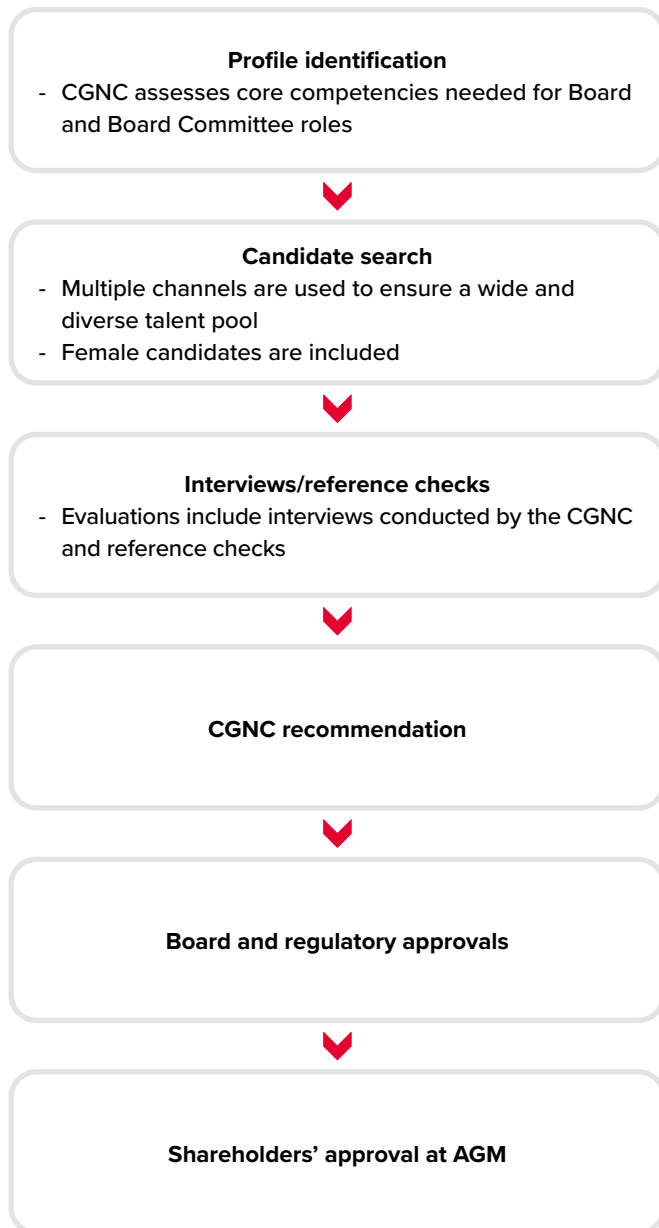 Profile identification
- CGNC assesses core competencies needed for Board
and Board Committee roles
Candidate search
- Multiple channels are used to ensure a wide and
diverse talent pool
- Female candidates are included
Interviews/reference checks
- Evaluations include interviews conducted by the CGNC
and reference checks
CGNC recommendation
Board and regulatory approvals
Shareholders’ approval at AGM